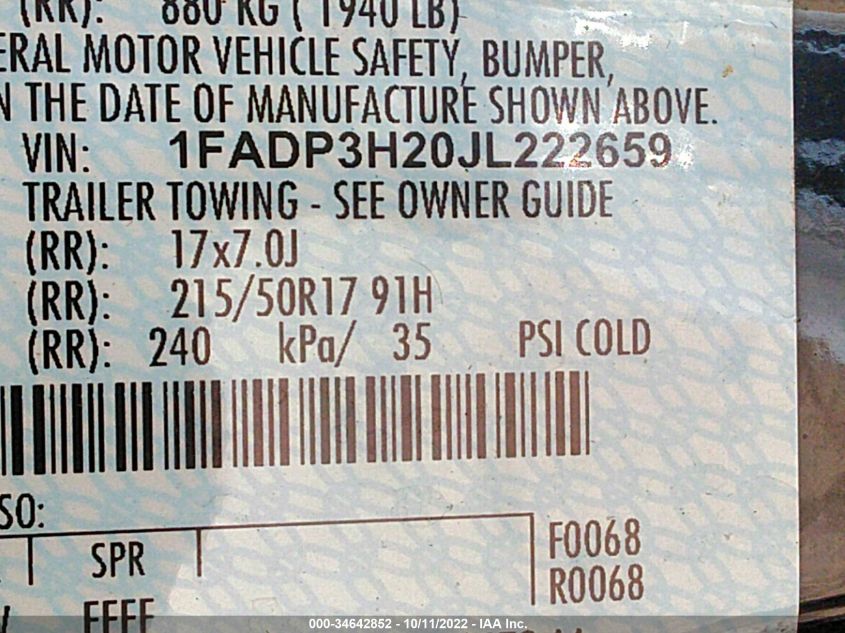 (RR): 880 KG ( 1940 LB)
ERAL MOTOR VEHICLE SAFETY, BUMPER,
N THE DATE OF MANUFACTURE SHOWN ABOVE.
VIN: 1FADP3H20JL222659
TRAILER TOWING - SEE OWNER GUIDE
(RR): 17x7.0J
(RR): 215/50R17 91H
(RR): 240 kPa/ 35 PSI COLD
SO:
SPR
F0068
R0068
FFFF
000-34642852 - 10/11/2022 - IAA Inc.